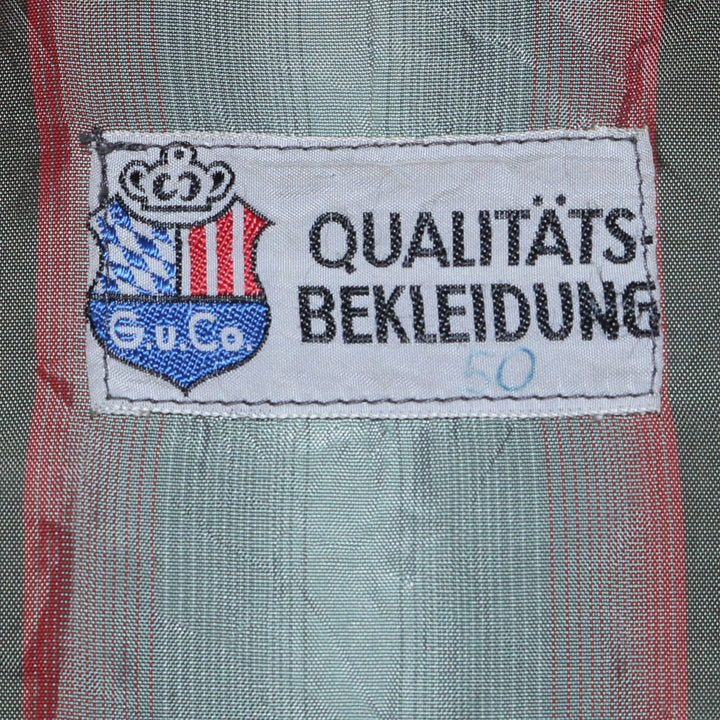 G.u.Co.
QUALITÄTS-
BEKLEIDUNG
50